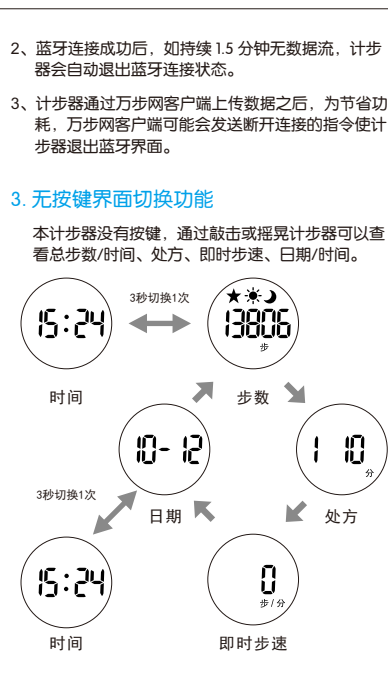 2、蓝牙连接成功后，如持续 1.5 分钟无数据流，计步
器会自动退出蓝牙连接状态。
3、计步器通过万步网客户端上传数据之后，为节省功
耗，万步网客户端可能会发送断开连接的指令使计
步器退出蓝牙界面。
3. 无按键界面切换功能
本计步器没有按键，通过敲击或摇晃计步器可以查
看总步数/时间、处方、即时步速、日期/时间。
15:24
3秒切换1次
13806
步
时间
步数
10-12
1 10
分
3秒切换1次
日期
处方
15:24
0
步/分
时间
即时步速